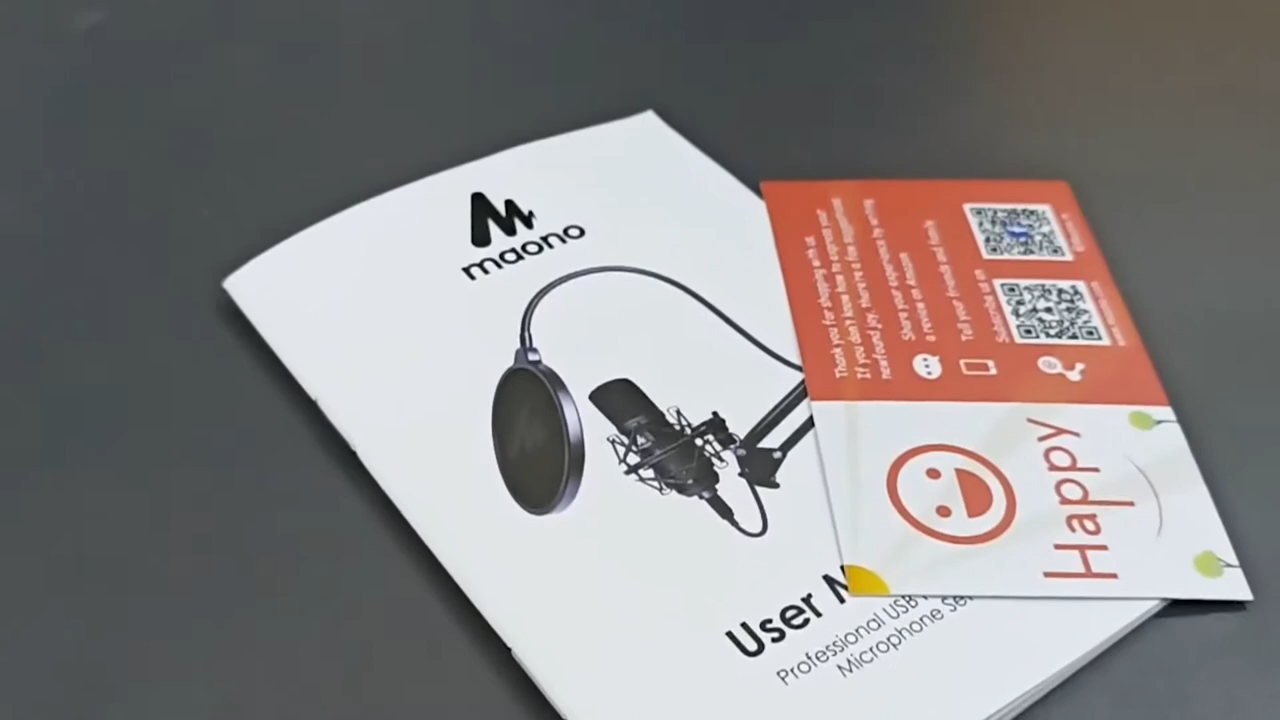 maono
User M
Professional USB
Microphone Se
Thank you for shopping with us
If you don't know how to express your
newfound joy, there're a few suggestions
Share your experience by writing
a review on Amazon
Tell your friends and family
Subscribe us on
Happy